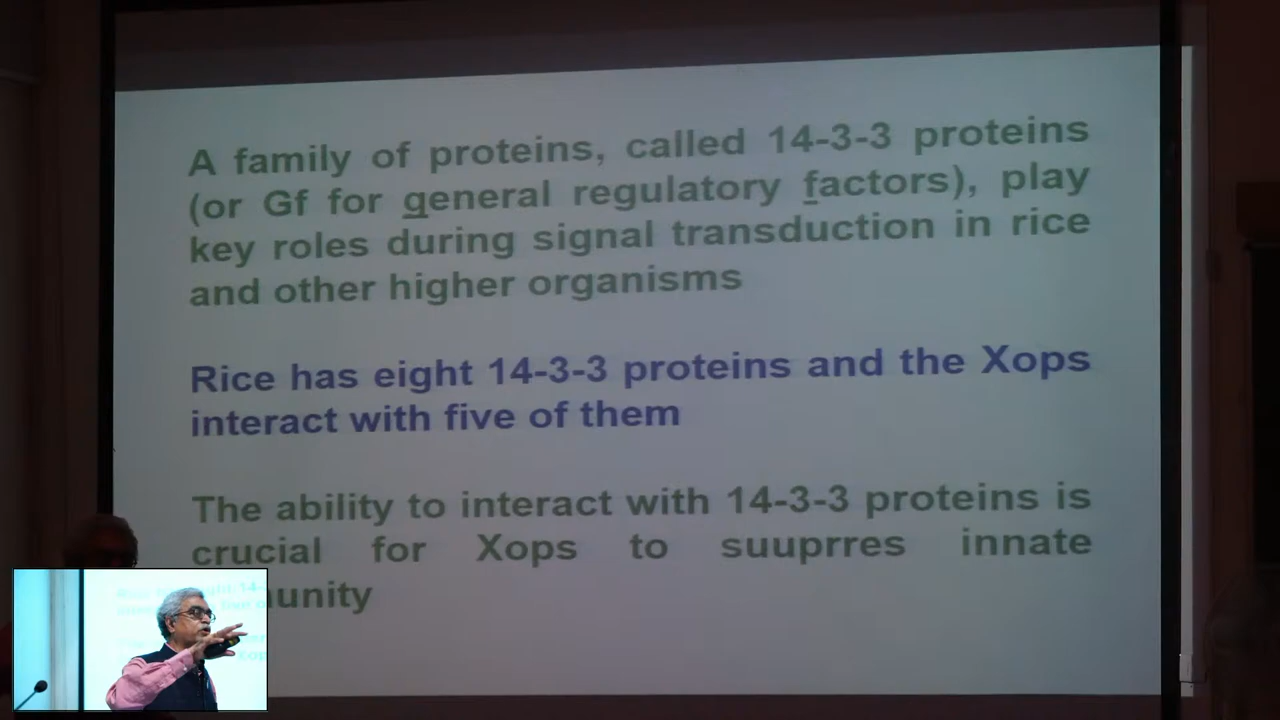 A family of proteins, called 14-3-3 proteins
(or Gf for general regulatory factors), play
key roles during signal transduction in rice
and other higher organisms
Rice has eight 14-3-3 proteins and the Xops
interact with five of them
The ability to interact with 14-3-3 proteins is
crucial for Xops to suuprres innate
unity